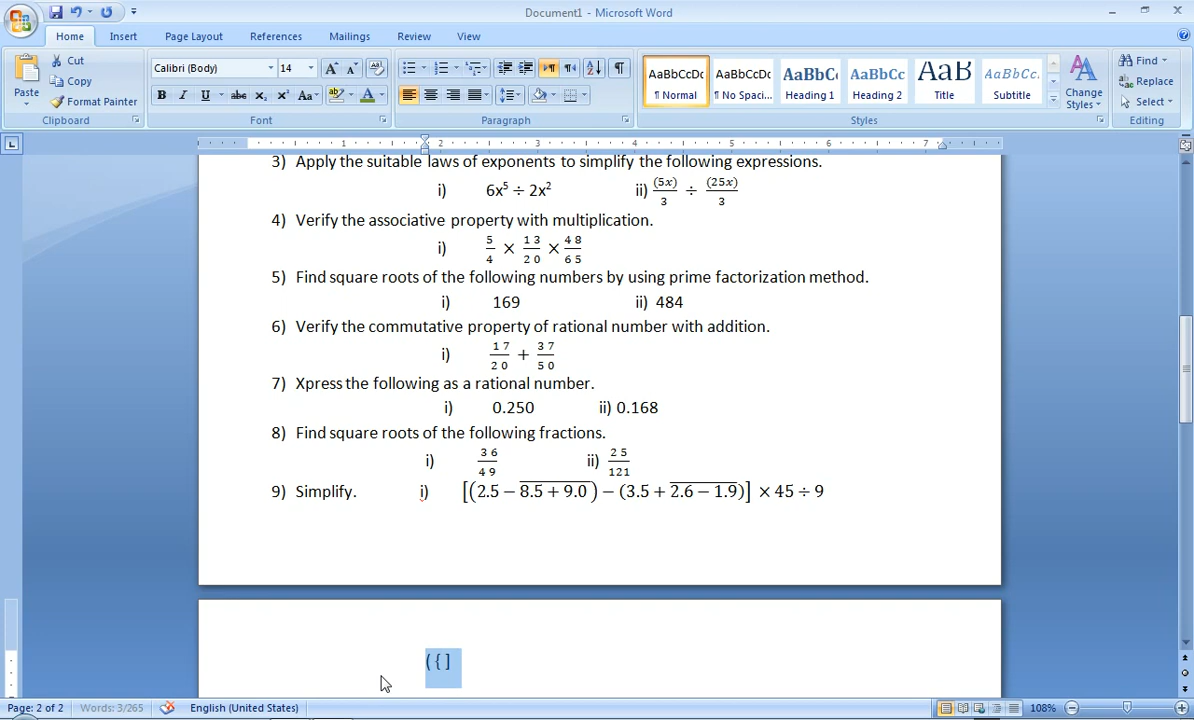 Document1 - Microsoft Word
Home Insert Page Layout References Mailings Review View
Cut
Copy
Format Painter
Paste
Clipboard
Calibri (Body) 14
Font
Paragraph
AaBbCcDc AaBbCcDc AaBbC AaBbCc AaB AaBbCc.
¶ Normal ¶ No Spaci... Heading 1 Heading 2 Title Subtitle
Change Styles
Styles
Find
Replace
Select
Editing
2 3 4 5 6 7
3) Apply the suitable laws of exponents to simplify the following expressions.
i) 6x⁵ ÷ 2x² ii) (5x)/3 ÷ (25x)/3
4) Verify the associative property with multiplication.
i) 5/4 × 13/20 × 48/65
5) Find square roots of the following numbers by using prime factorization method.
i) 169 ii) 484
6) Verify the commutative property of rational number with addition.
i) 17/20 + 37/50
7) Xpress the following as a rational number.
i) 0.250 ii) 0.168
8) Find square roots of the following fractions.
i) 36/49 ii) 25/121
9) Simplify. i) [(2.5 − 8.5 + 9.0) − (3.5 + 2.6 − 1.9)] × 45 ÷ 9
( { ]
Page: 2 of 2 Words: 3/265 English (United States) 108%